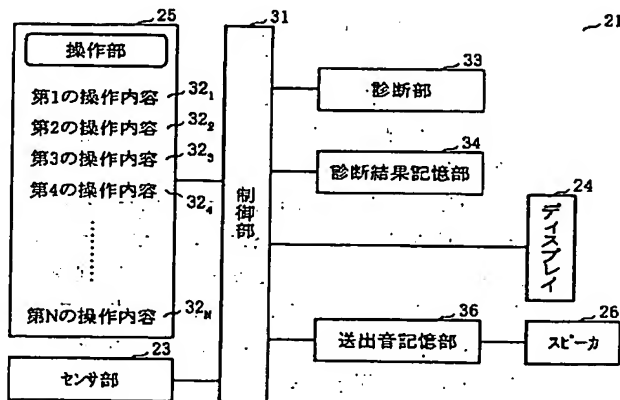 25
31
21
操作部
33
診断部
第1の操作内容 32₁
第2の操作内容 32₂
第3の操作内容 32₃
第4の操作内容 32₄
34
診断結果記憶部
制御部
24
ディスプレイ
第Nの操作内容 32N
36
送出音記憶部
26
スピーカ
23
センサ部